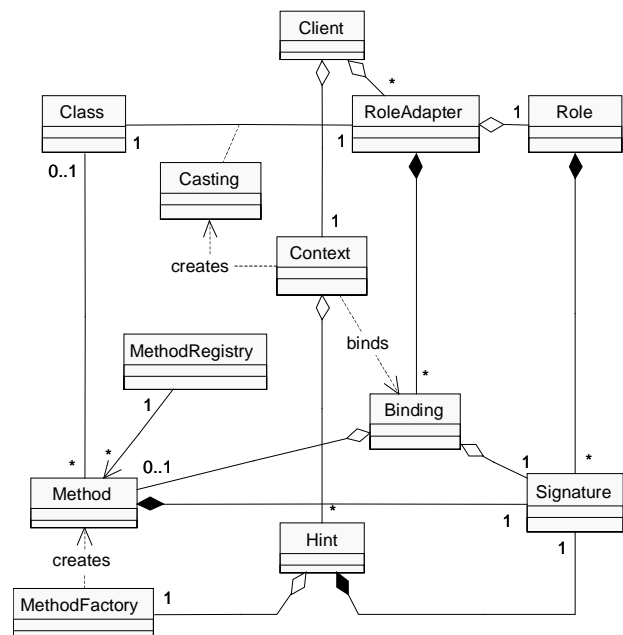 Client
*
Class
RoleAdapter
1
Role
1
1
0..1
Casting
1
Context
creates
binds
MethodRegistry
1
*
Binding
*
0..1
1
*
*
Method
Signature
1
*
1
Hint
creates
1
MethodFactory